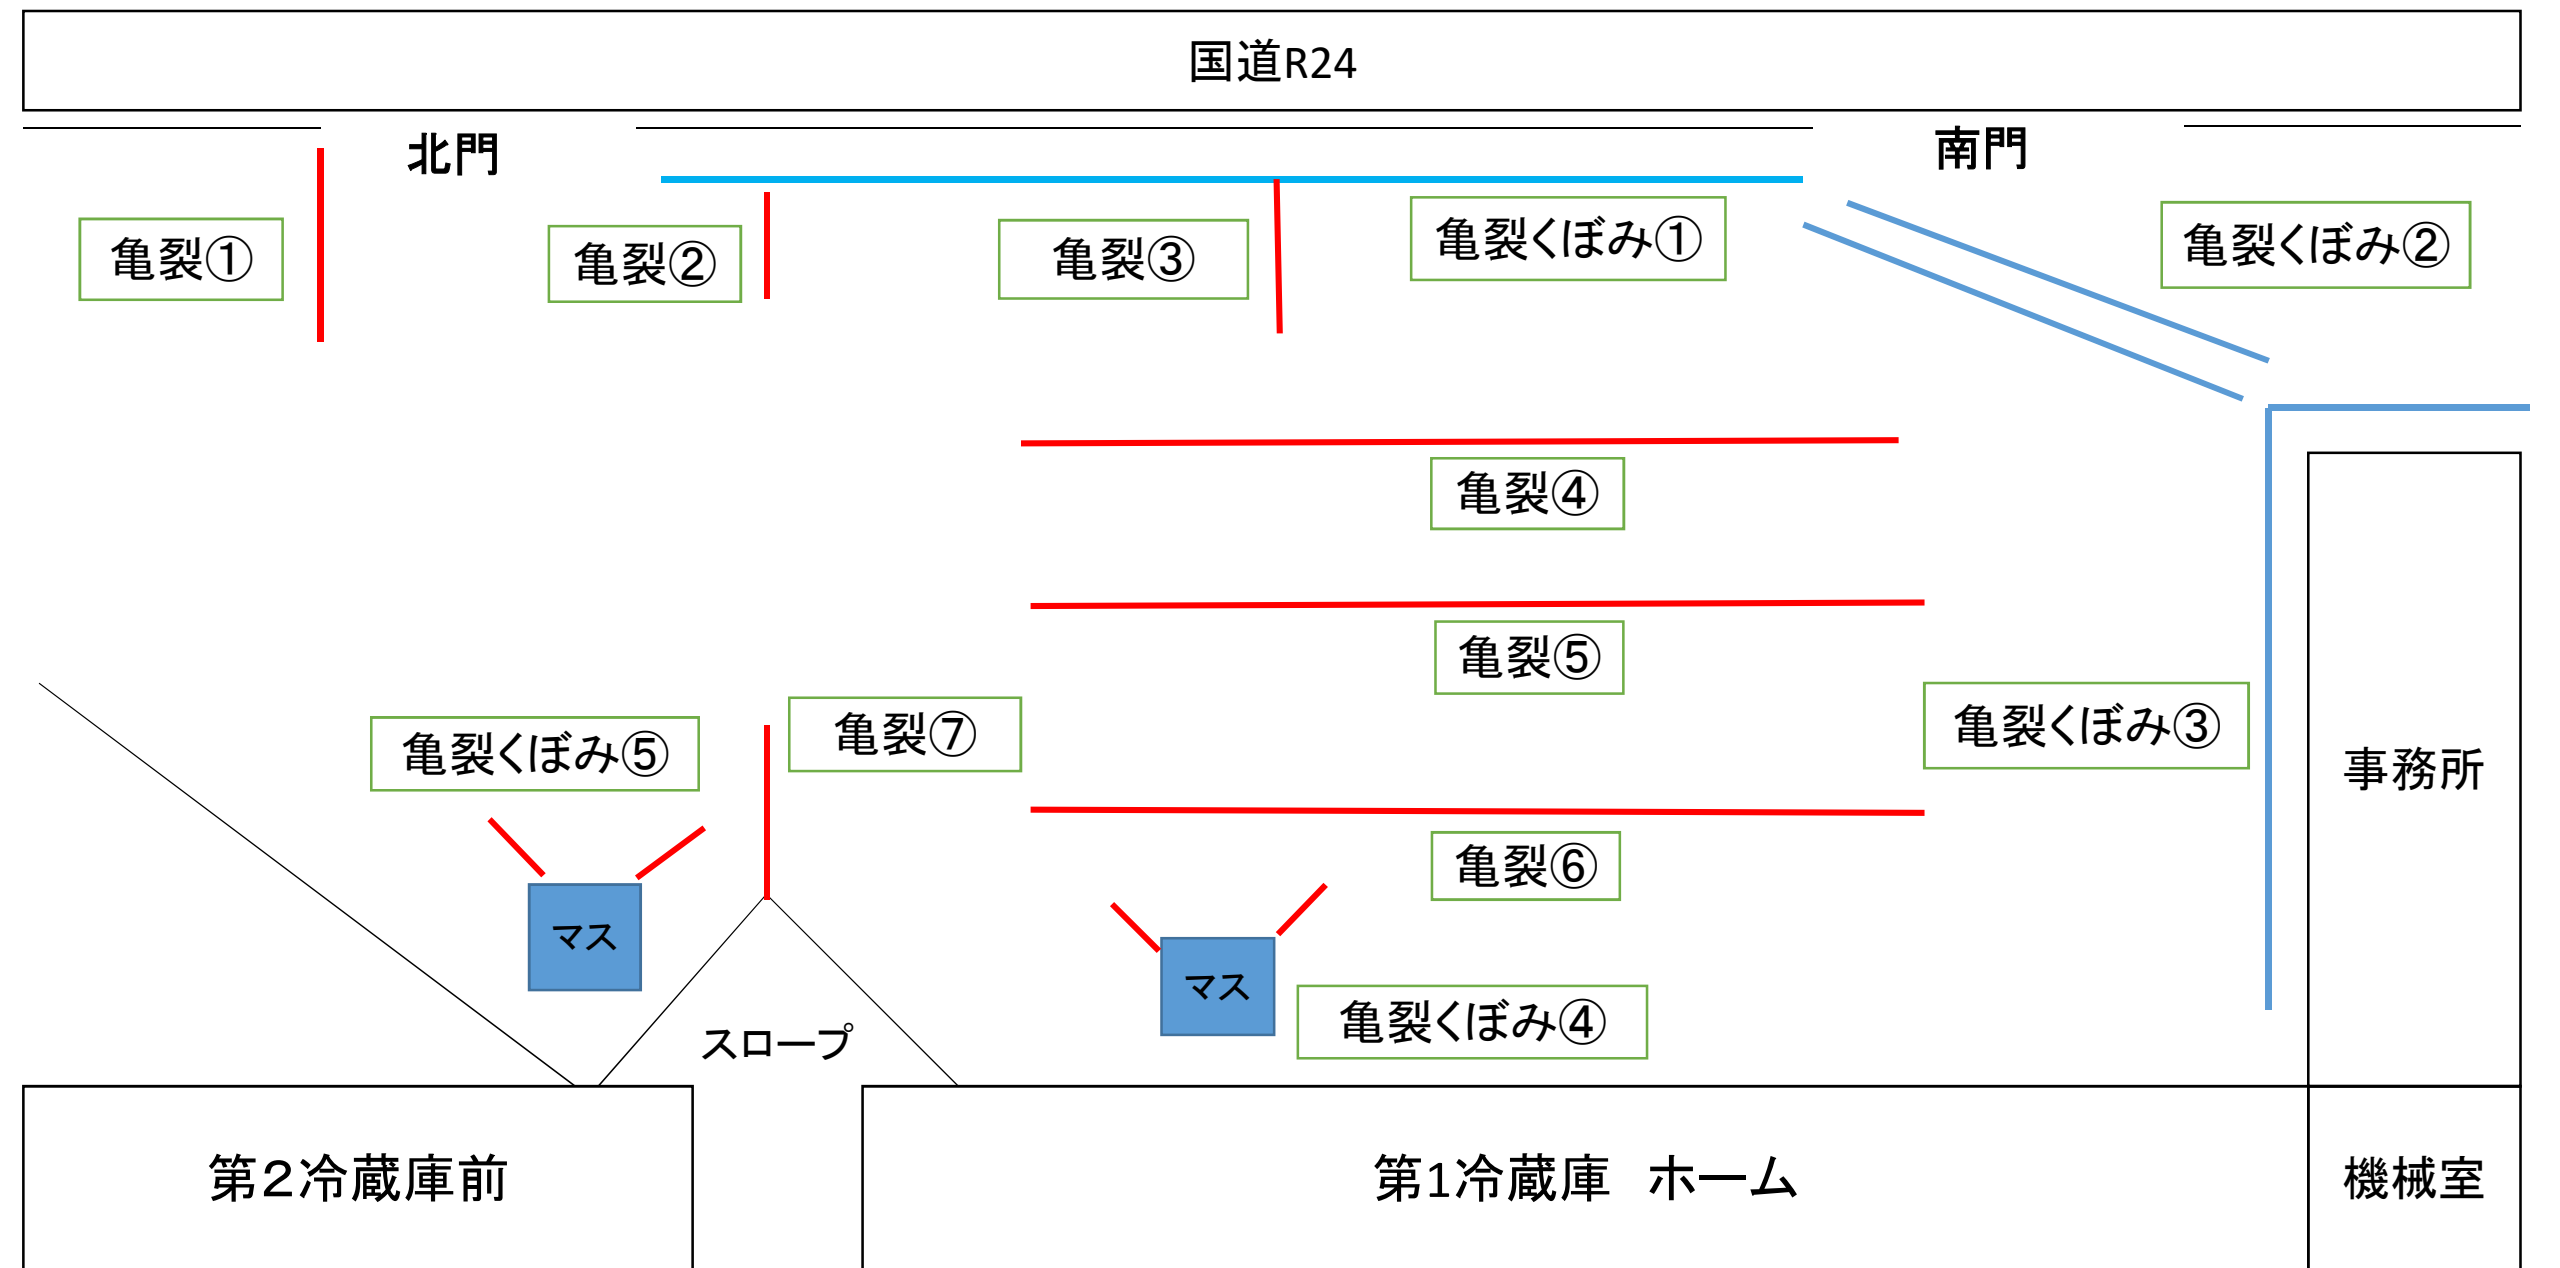 国道R24
北門
南門
亀裂①
亀裂②
亀裂③
亀裂くぼみ①
亀裂くぼみ②
亀裂④
亀裂⑤
亀裂くぼみ③
亀裂くぼみ⑤
亀裂⑦
事務所
亀裂⑥
マス
マス
亀裂くぼみ④
スロープ
第2冷蔵庫前
第1冷蔵庫　ホーム
機械室